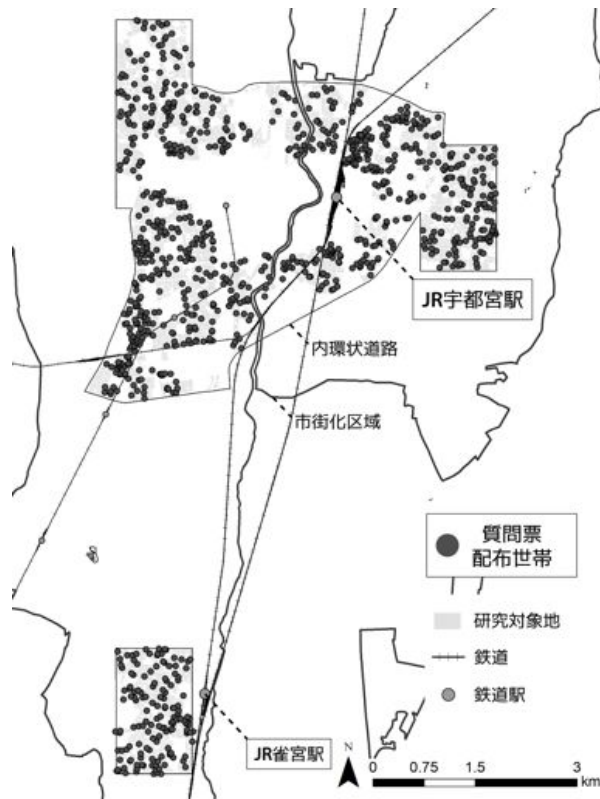 JR宇都宮駅
内環状道路
市街化区域
質問票
配布世帯
研究対象地
鉄道
鉄道駅
JR雀宮駅
N
0 0.75 1.5 3
km